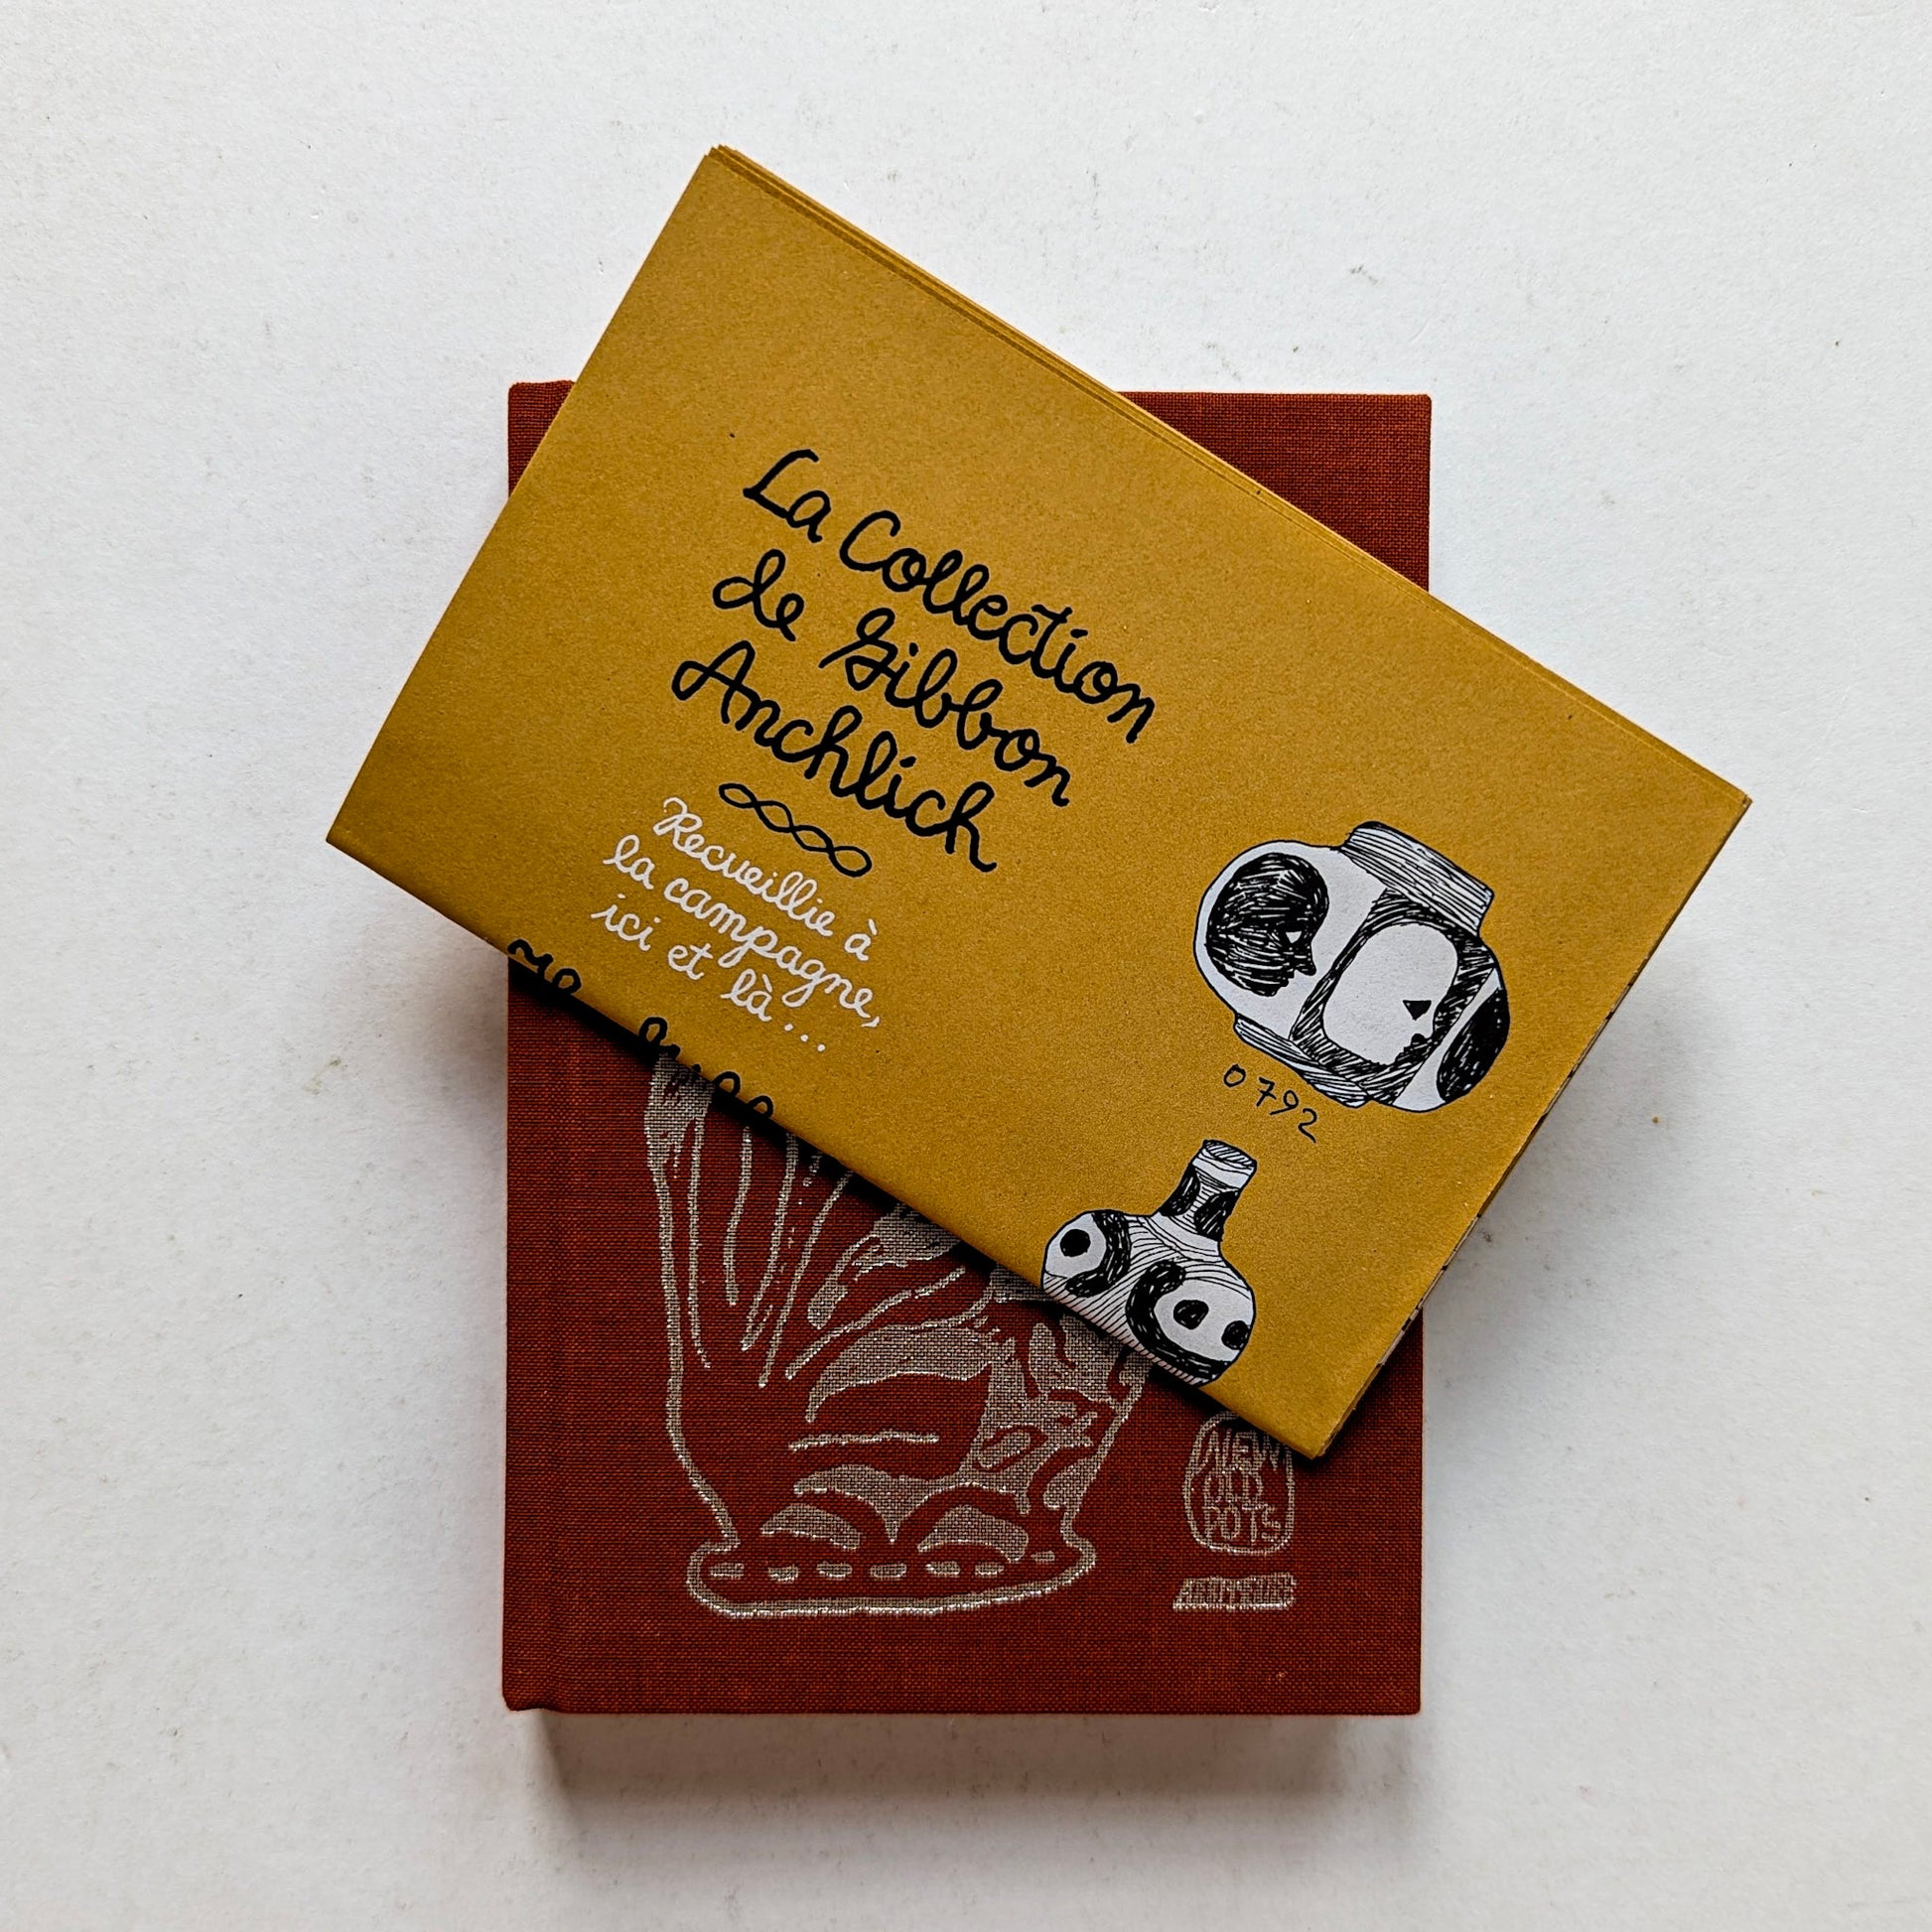 La Collection
de Gibbon
Anchlich
Recueillie à
la campagne,
ici et là...
0792
NEW
OLD
POTS